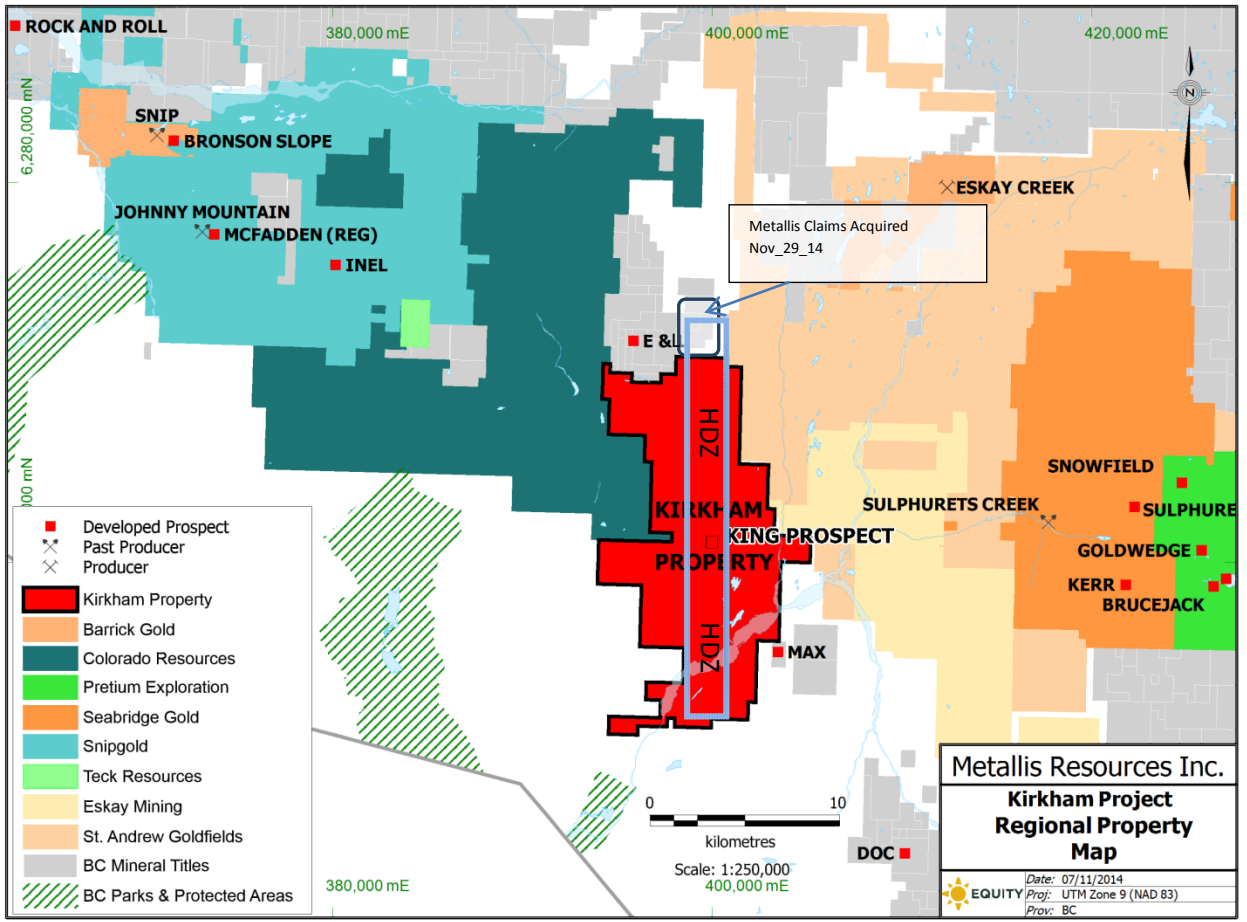 ROCK AND ROLL
380,000 mE
400,000 mE
420,000 mE
N
SNIP
BRONSON SLOPE
6,280,000 mN
ESKAY CREEK
JOHNNY MOUNTAIN
MCFADDEN (REG)
INEL
Metallis Claims Acquired
Nov_29_14
E &L
HDZ
000 mN
SNOWFIELD
SULPHURETS CREEK
SULPHURE
KIRKHAM
KING PROSPECT
PROPERTY
GOLDWEDGE
KERR
BRUCEJACK
HDZ
MAX
DOC
Developed Prospect
Past Producer
Producer
Kirkham Property
Barrick Gold
Colorado Resources
Pretium Exploration
Seabridge Gold
Snipgold
Teck Resources
Eskay Mining
St. Andrew Goldfields
BC Mineral Titles
BC Parks & Protected Areas
0 10
kilometres
Scale: 1:250,000
380,000 mE
400,000 mE
Metallis Resources Inc.
Kirkham Project
Regional Property
Map
EQUITY
Date: 07/11/2014
Proj: UTM Zone 9 (NAD 83)
Prov: BC